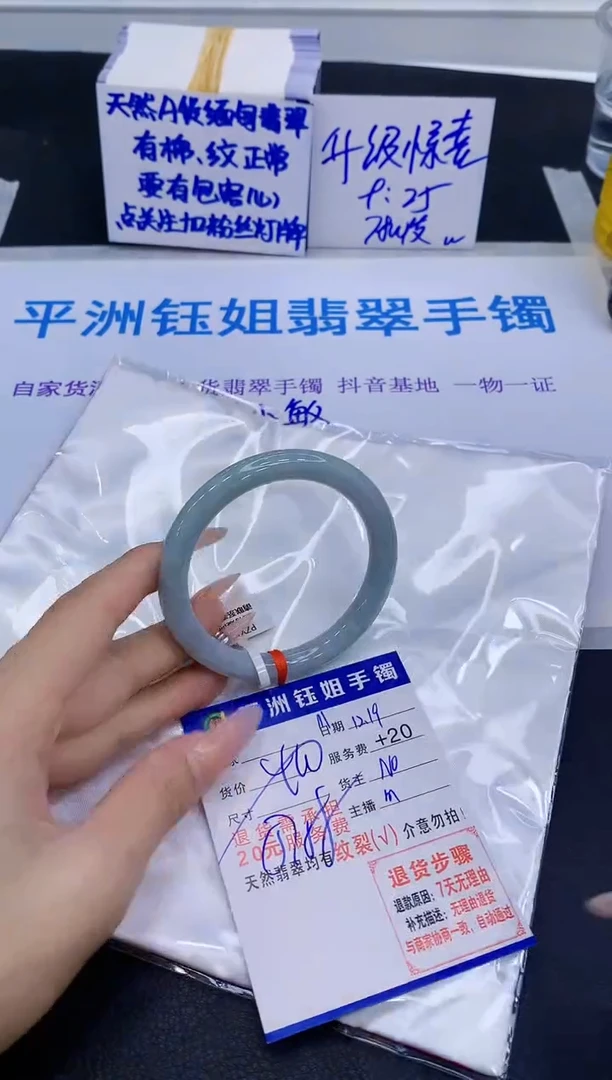 天然A货缅甸翡翠
有棉、纹正常
要有包容心
点关注扣粉丝灯牌
升级惊喜
f: 25
平洲钰姐翡翠手镯
自家货
货翡翠手镯 抖音基地 一物一证
小敏
洲钰姐手镯
日期 12.19
服务费 +20
货价
货主 No
尺寸
主播 m
退货需承担
20元服务费
天然翡翠均有纹裂(√) 介意勿拍!
退货步骤
退款原因:7天无理由
补充描述:无理由退货
与商家协商一致,自动通过